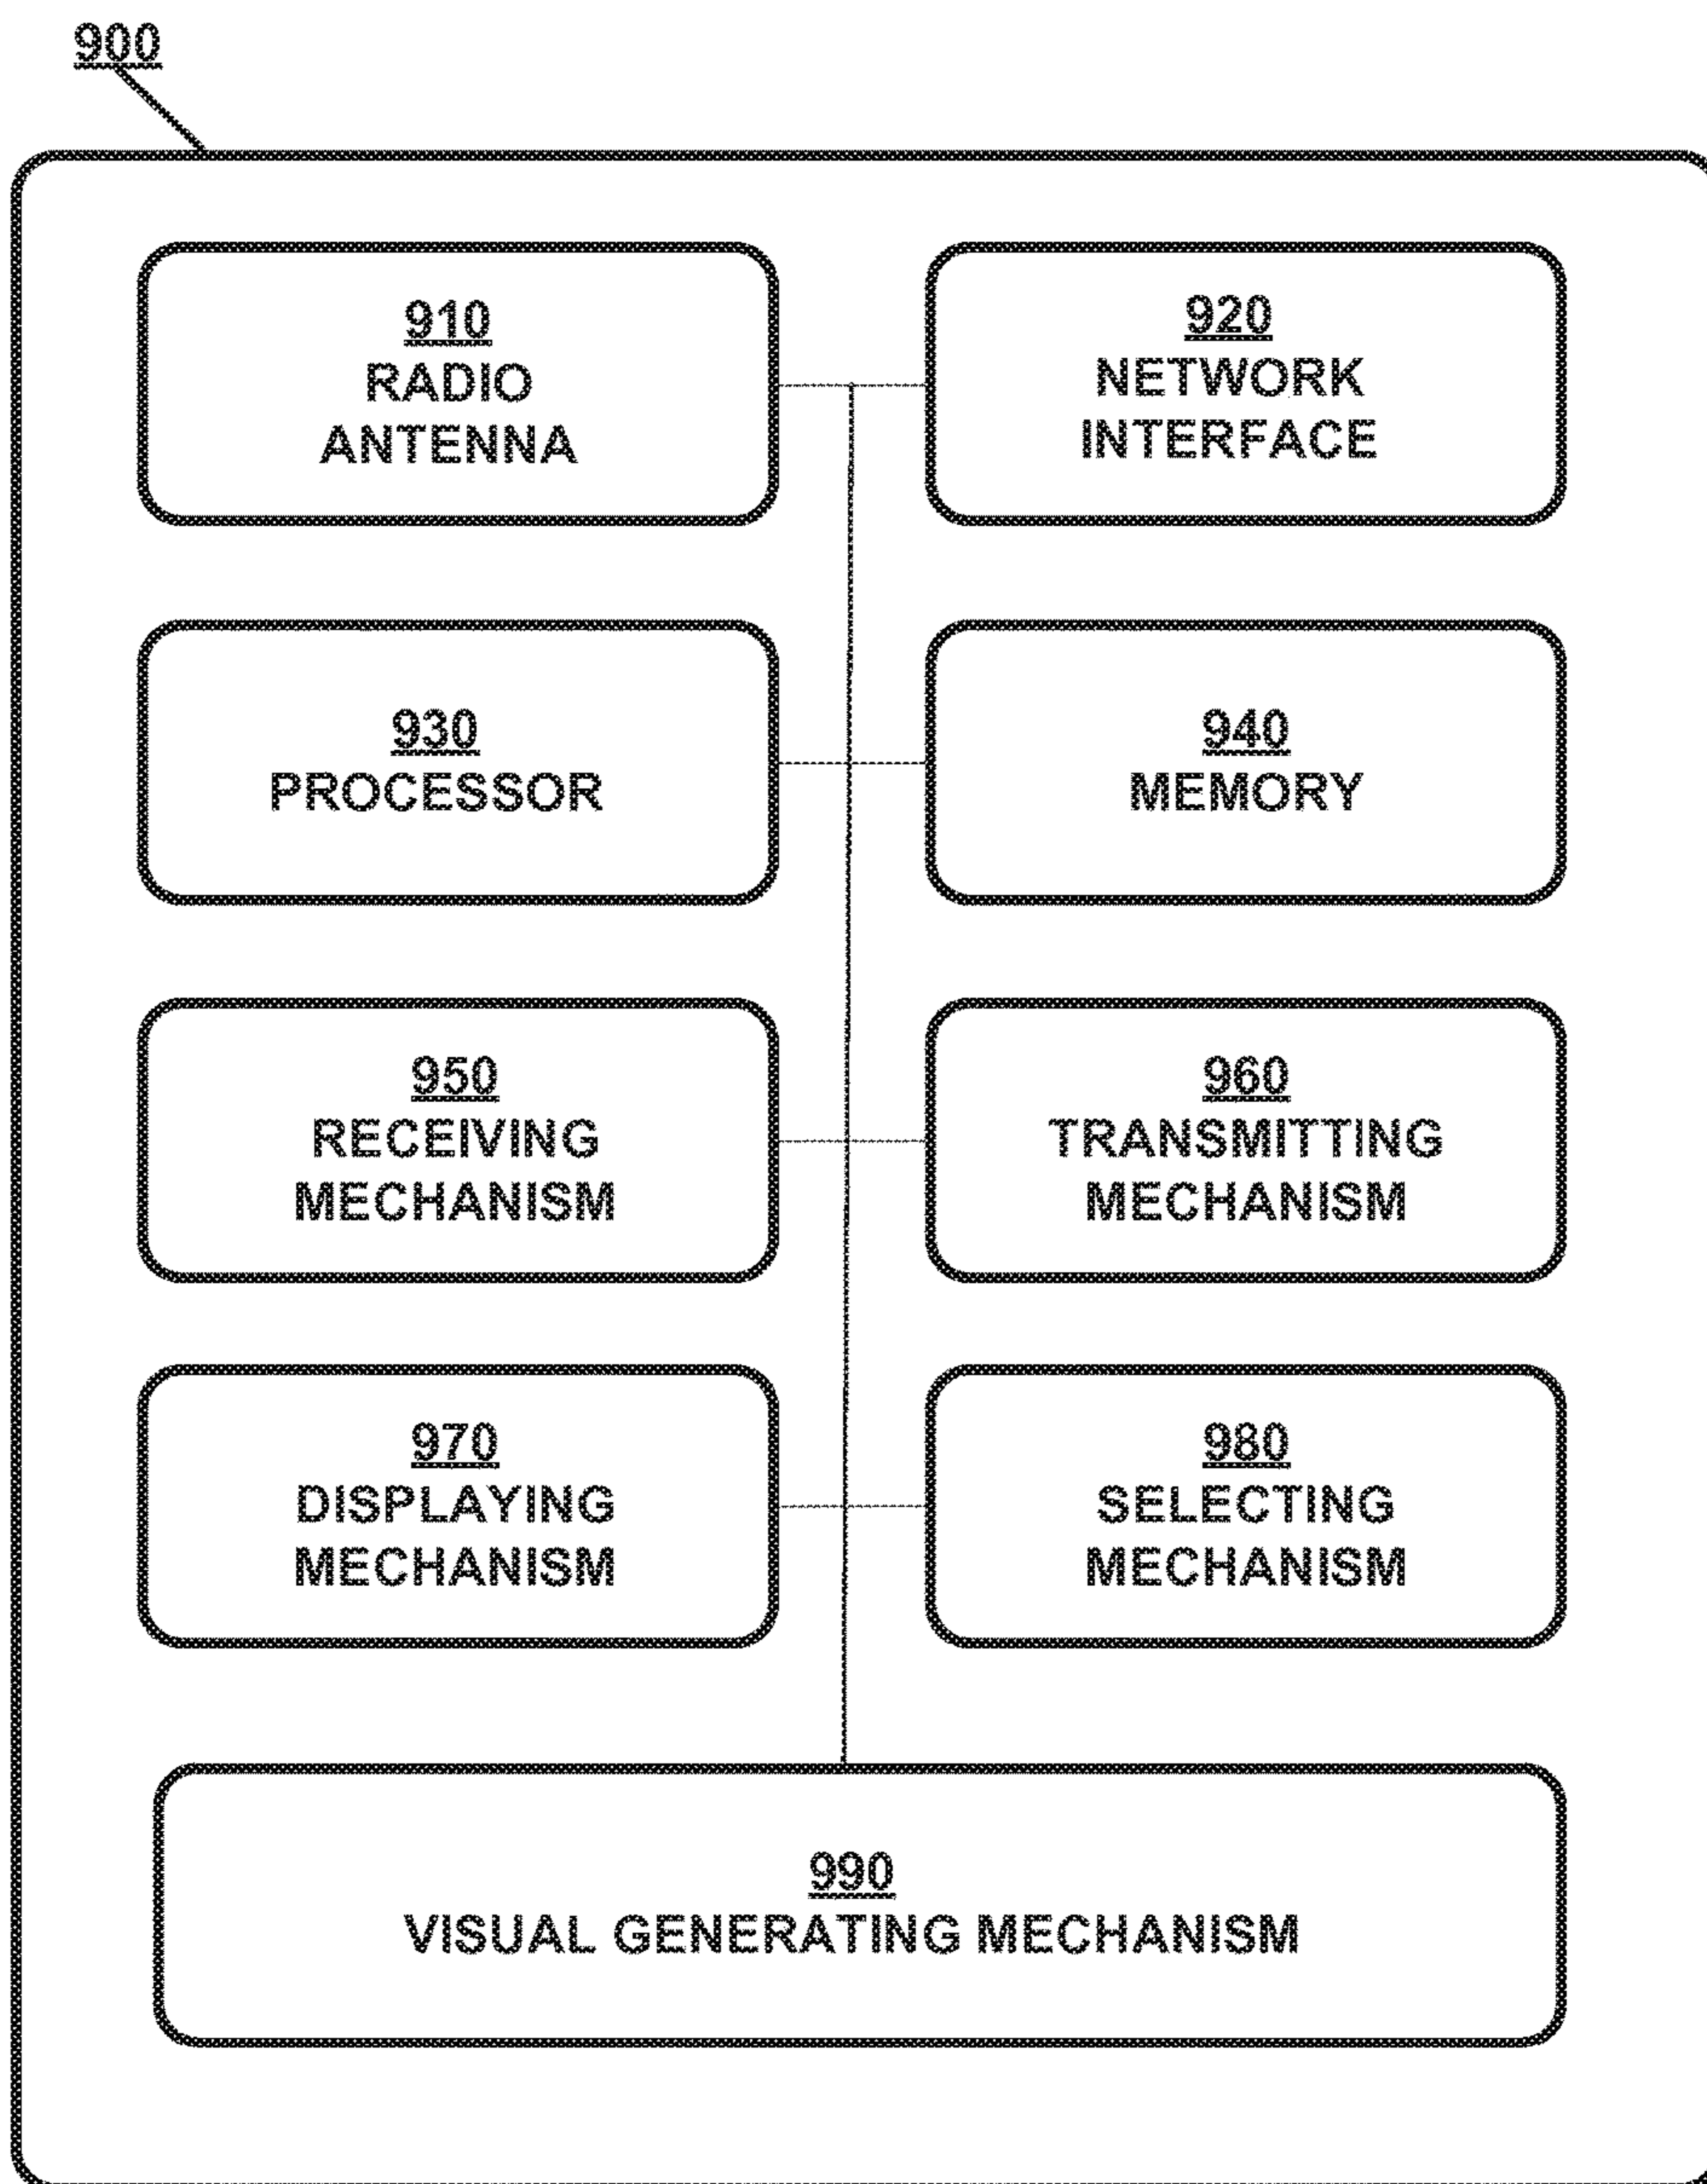 900
910
RADIO
ANTENNA
920
NETWORK
INTERFACE
930
PROCESSOR
940
MEMORY
950
RECEIVING
MECHANISM
960
TRANSMITTING
MECHANISM
970
DISPLAYING
MECHANISM
980
SELECTING
MECHANISM
990
VISUAL GENERATING MECHANISM